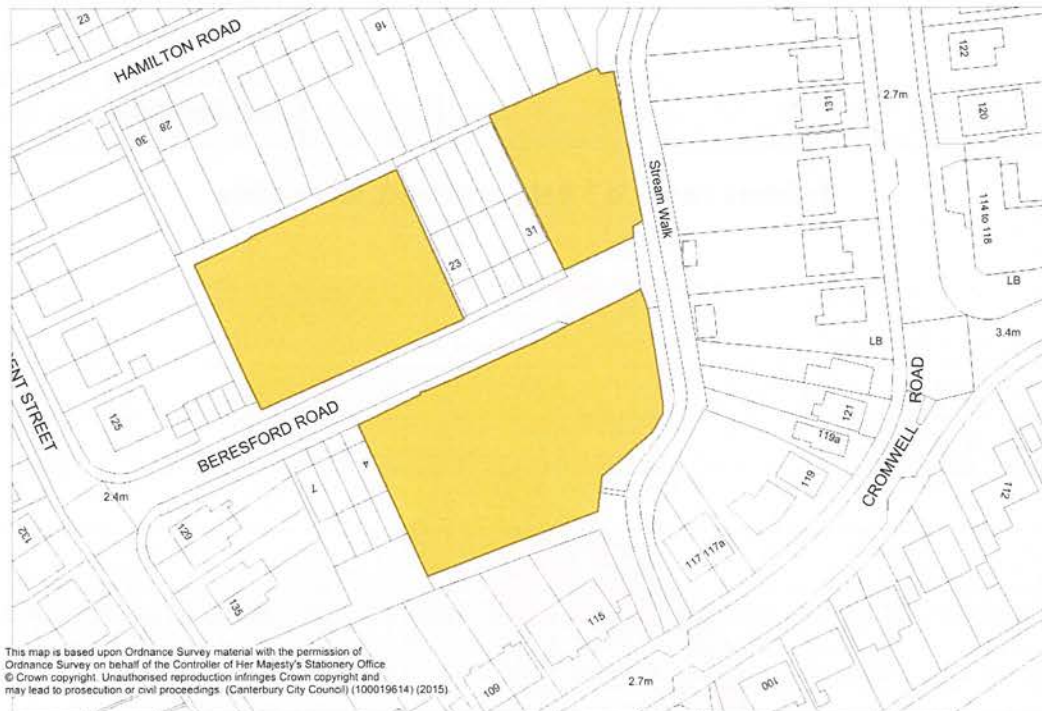 23
HAMILTON ROAD
16
30
28
122
131
2.7m
120
Stream Walk
114 to 118
31
23
LB
LB
3.4m
ENT STREET
125
BERESFORD ROAD
121
119a
ROAD
CROMWELL
119
4
1
2.4m
132
129
112
117 117a
135
115
This map is based upon Ordnance Survey material with the permission of
Ordnance Survey on behalf of the Controller of Her Majesty's Stationery Office
© Crown copyright. Unauthorised reproduction infringes Crown copyright and
may lead to prosecution or civil proceedings. (Canterbury City Council) (100019614) (2015)
109
2.7m
100